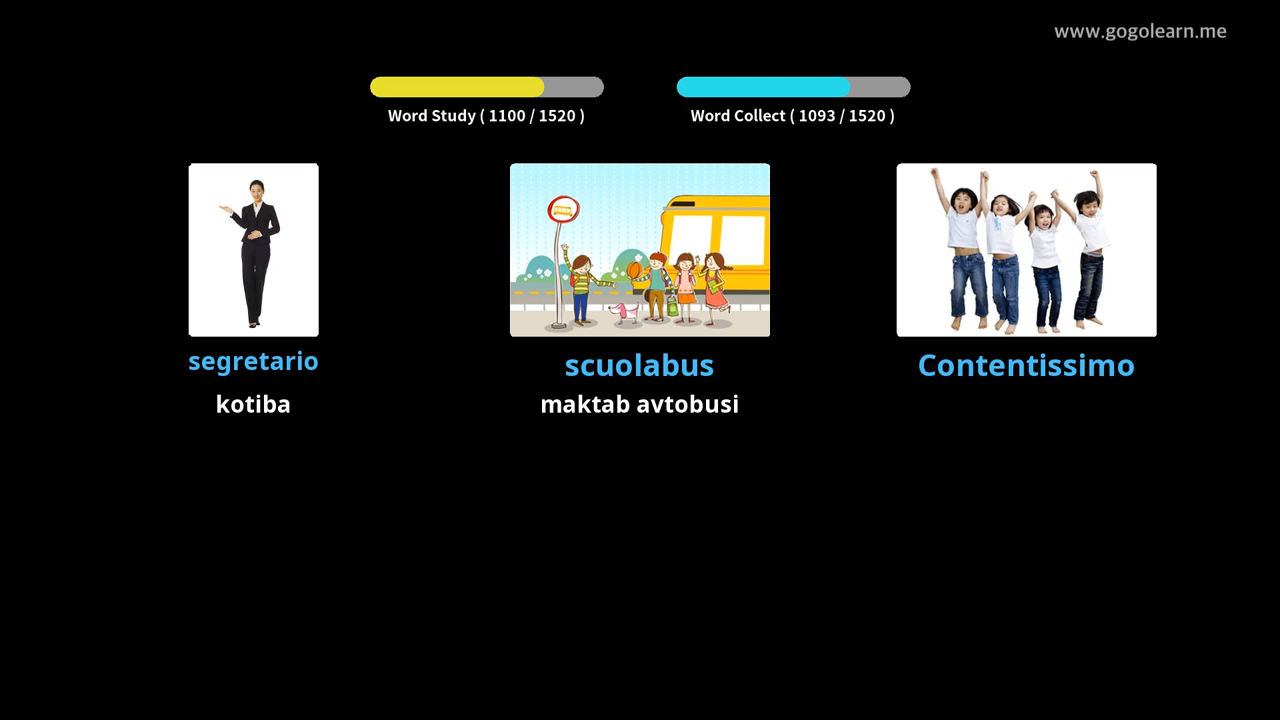 www.gogolearn.me
Word Study ( 1100 / 1520 )
Word Collect ( 1093 / 1520 )
segretario
kotiba
scuolabus
maktab avtobusi
Contentissimo